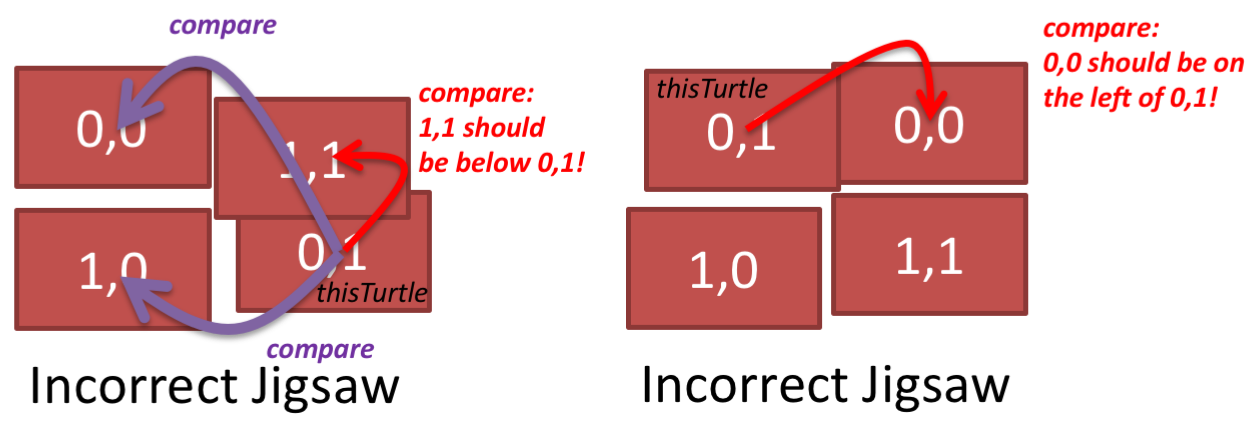 compare
0,0
1,1
compare:
1,1 should
be below 0,1!
1,0
0,1
thisTurtle
compare
Incorrect Jigsaw
compare:
0,0 should be on
the left of 0,1!
thisTurtle
0,1
0,0
1,0
1,1
Incorrect Jigsaw